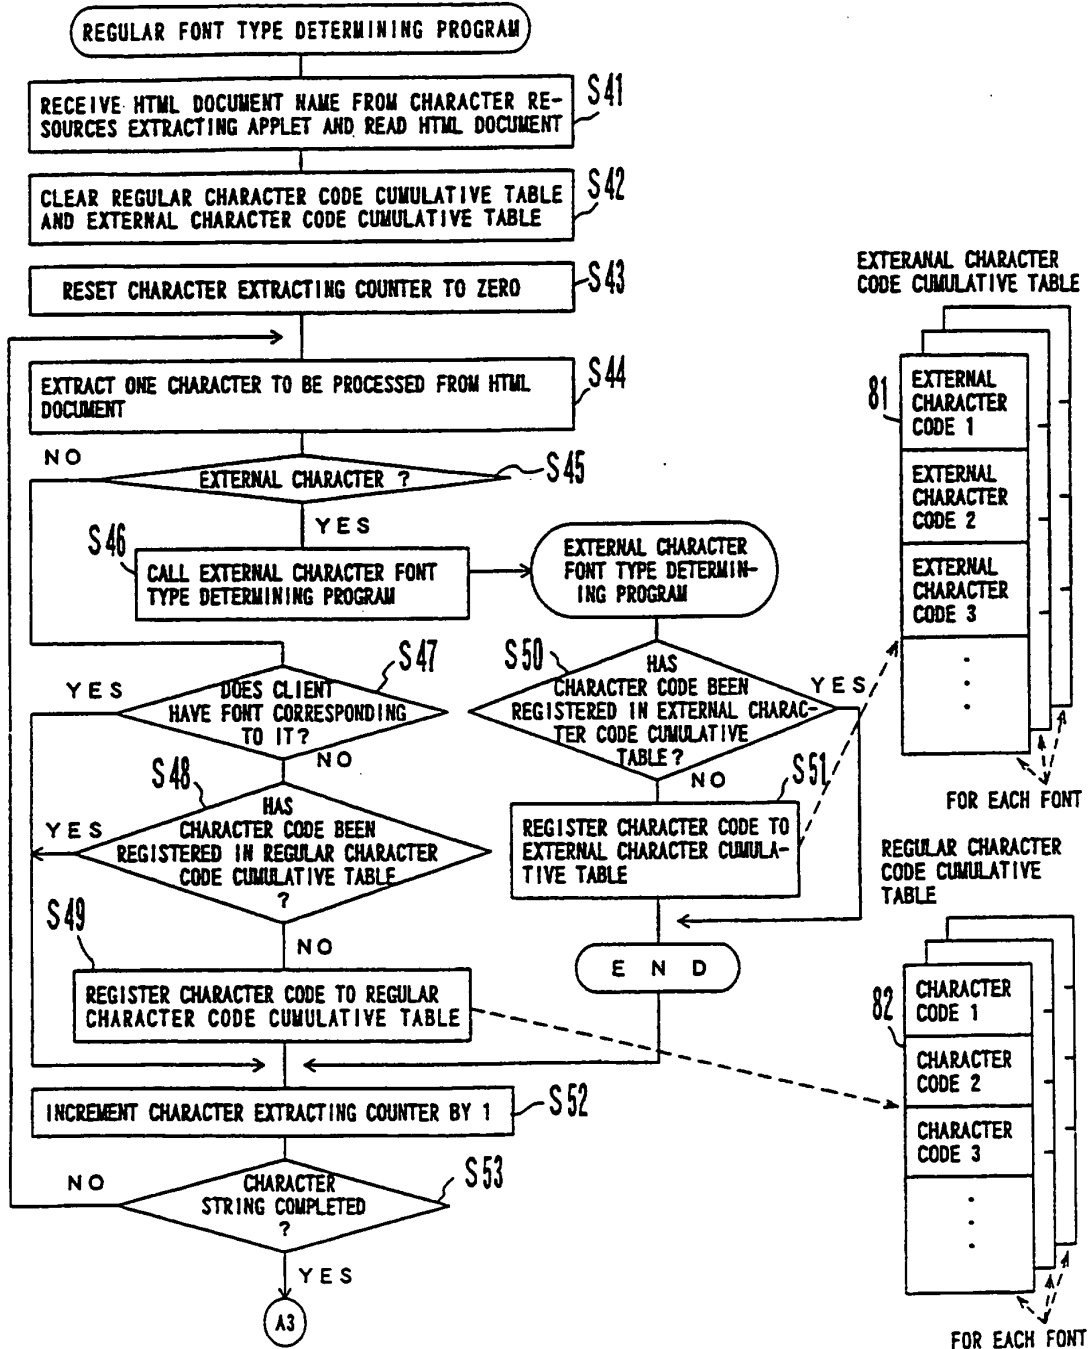 REGULAR FONT TYPE DETERMINING PROGRAM
S41
RECEIVE HTML DOCUMENT NAME FROM CHARACTER RE-
SOURCES EXTRACTING APPLET AND READ HTML DOCUMENT
S42
CLEAR REGULAR CHARACTER CODE CUMULATIVE TABLE
AND EXTERNAL CHARACTER CODE CUMULATIVE TABLE
S43
RESET CHARACTER EXTRACTING COUNTER TO ZERO
S44
EXTRACT ONE CHARACTER TO BE PROCESSED FROM HTML
DOCUMENT
NO
EXTERNAL CHARACTER ?
S45
YES
S46
CALL EXTERNAL CHARACTER FONT
TYPE DETERMINING PROGRAM
EXTERNAL CHARACTER
FONT TYPE DETERMIN-
ING PROGRAM
S47
YES
DOES CLIENT
HAVE FONT CORRESPONDING
TO IT?
NO
S48
YES
HAS
CHARACTER CODE BEEN
REGISTERED IN REGULAR CHARACTER
CODE CUMULATIVE TABLE
?
NO
S49
REGISTER CHARACTER CODE TO REGULAR
CHARACTER CODE CUMULATIVE TABLE
S50
HAS
CHARACTER CODE BEEN
REGISTERED IN EXTERNAL CHARAC-
TER CODE CUMULATIVE
TABLE?
YES
NO
S51
REGISTER CHARACTER CODE TO
EXTERNAL CHARACTER CUMULA-
TIVE TABLE
END
INCREMENT CHARACTER EXTRACTING COUNTER BY 1
S52
NO
CHARACTER
STRING COMPLETED
?
S53
YES
A3
EXTERANAL CHARACTER
CODE CUMULATIVE TABLE
81
EXTERNAL
CHARACTER
CODE 1
EXTERNAL
CHARACTER
CODE 2
EXTERNAL
CHARACTER
CODE 3
FOR EACH FONT
REGULAR CHARACTER
CODE CUMULATIVE
TABLE
82
CHARACTER
CODE 1
CHARACTER
CODE 2
CHARACTER
CODE 3
FOR EACH FONT